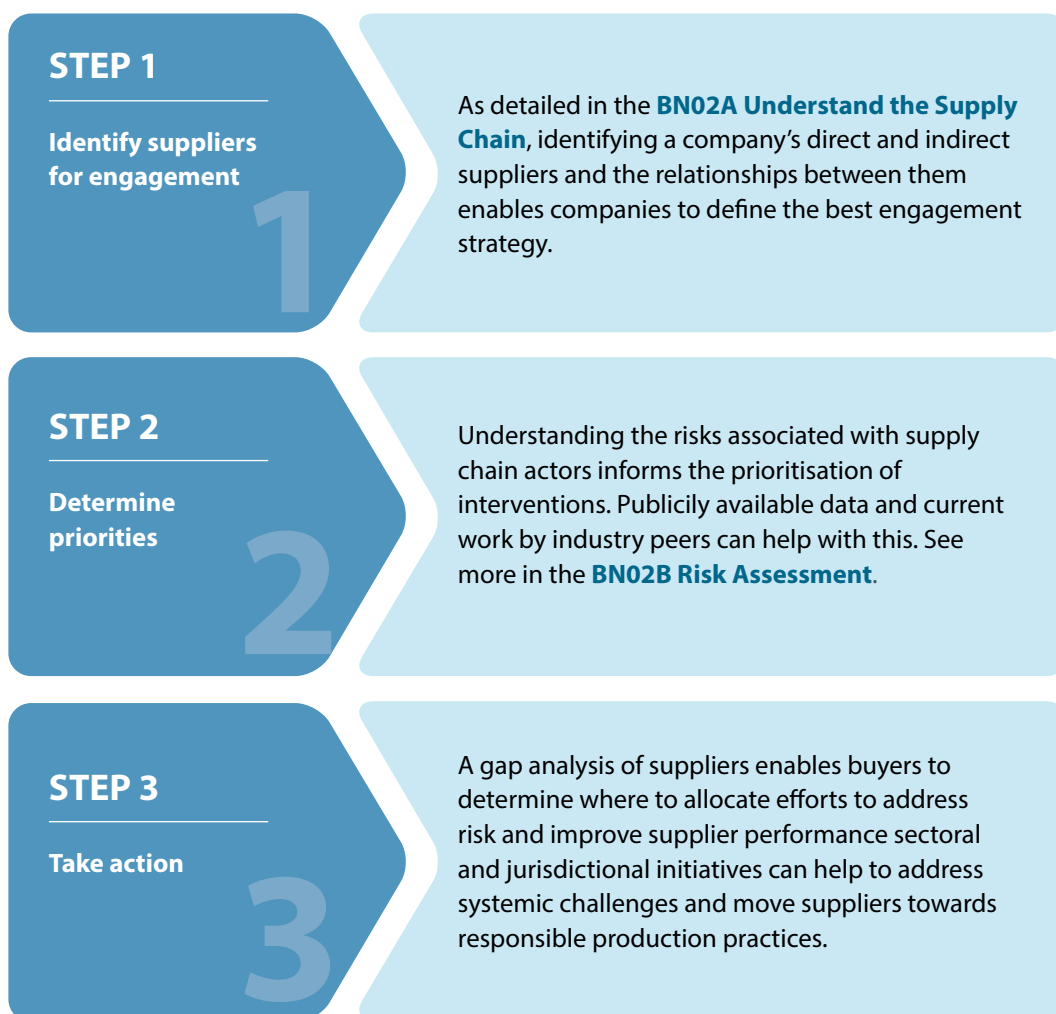 STEP 1
Identify suppliers
for engagement
1
As detailed in the BN02A Understand the Supply
Chain, identifying a company’s direct and indirect
suppliers and the relationships between them
enables companies to define the best engagement
strategy.
STEP 2
Determine
priorities
2
Understanding the risks associated with supply
chain actors informs the prioritisation of
interventions. Publicily available data and current
work by industry peers can help with this. See
more in the BN02B Risk Assessment.
STEP 3
Take action
3
A gap analysis of suppliers enables buyers to
determine where to allocate efforts to address
risk and improve supplier performance sectoral
and jurisdictional initiatives can help to address
systemic challenges and move suppliers towards
responsible production practices.